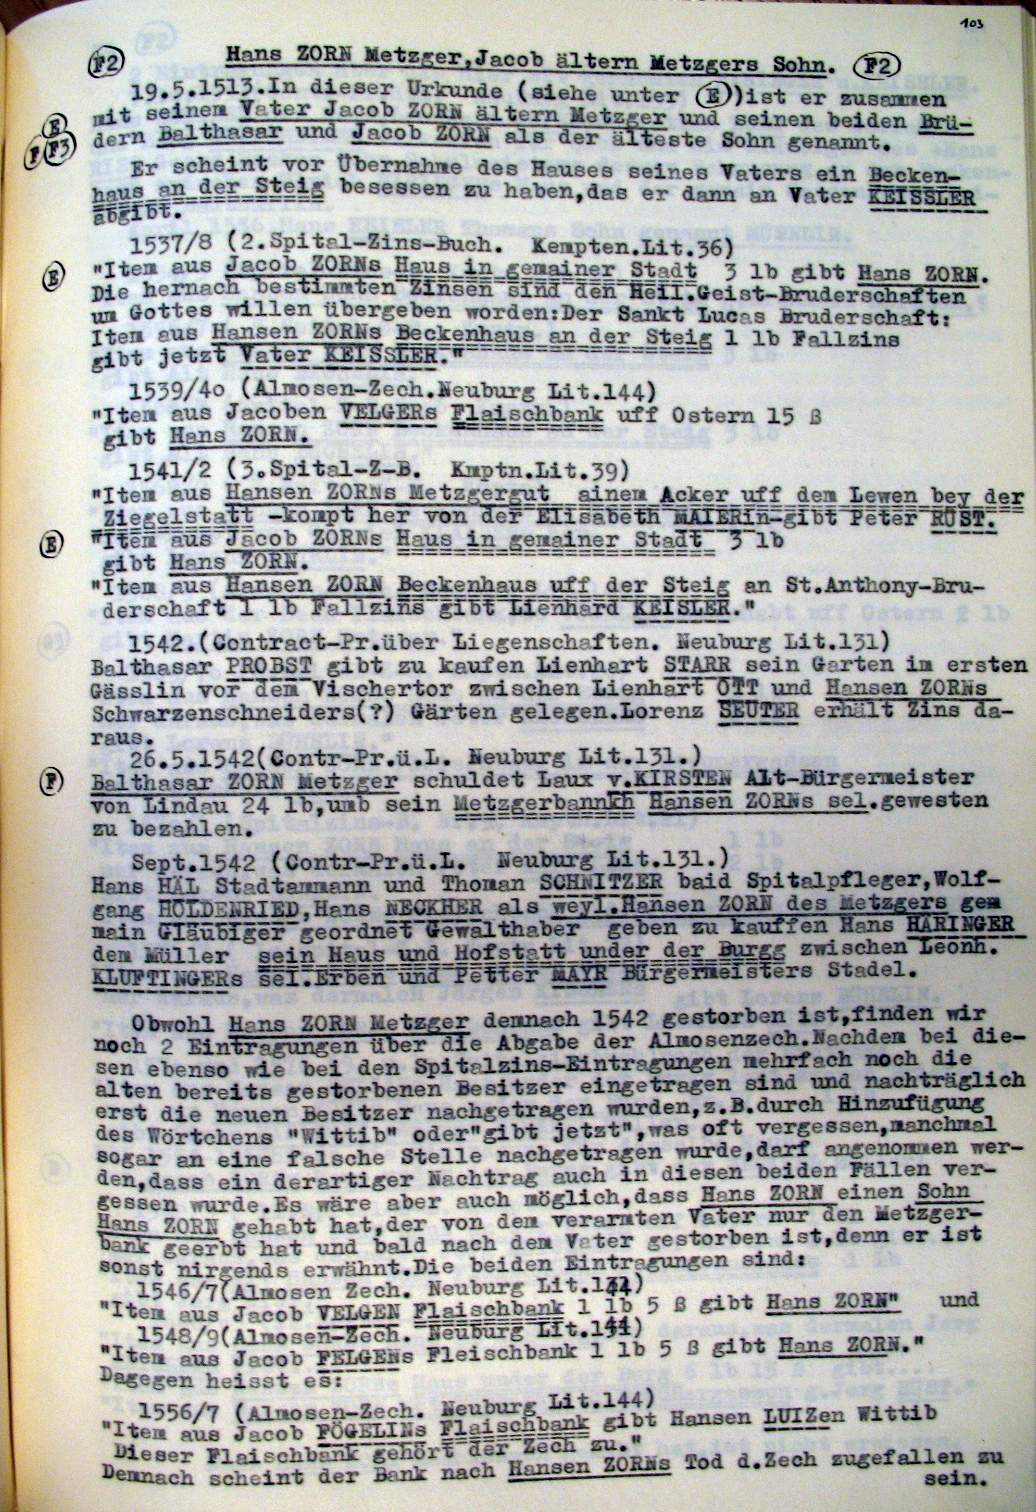 103
F2 Hans ZORN Metzger,Jacob ältern Metzgers Sohn. F2
19.5.1513.In dieser Urkunde (siehe unter E))ist er zusammen
mit seinem Vater Jacob ZORN ältern Metzger und seinen beiden Brü-
E
F F3 dern Balthasar und Jacob ZORN als der älteste Sohn genannt.
Er scheint vor Übernahme des Hauses seines Vaters ein Becken-
haus an der Steig besessen zu haben,das er dann an Vater KEISSLER
abgibt.
1537/8 (2.Spital-Zins-Buch. Kempten.Lit.36)
E "Item aus Jacob ZORNs Haus in gemainer Stadt 3 lb gibt Hans ZORN.
Die hernach bestimmten Zinsen sind den Heil.Geist-Bruderschaften
um Gottes willen übergeben worden:Der Sankt Lucas Bruderschaft:
Item aus Hansen ZORNs Beckenhaus an der Steig 1 lb Fallzins
gibt jetzt Vater KEISSLER."
1539/4o (Almosen-Zech.Neuburg Lit.144)
"Item aus Jacoben VELGERs Flaischbank uff Ostern 15 ß
gibt Hans ZORN.
1541/2 (3.Spital-Z-B. Kmptn.Lit.39)
"Item aus Hansen ZORNs Metzgergut ainem Acker uff dem Lewen bey der
Ziegelstatt -kompt her von der Elisabeth MAIERin-gibt Peter RÜST.
E "Item aus Jacob ZORNs Haus in gemainer Stadt 3 lb
gibt Hans ZORN.
"Item aus Hansen ZORN Beckenhaus uff der Steig an St.Anthony-Bru-
derschaft 1 lb Fallzins gibt Lienhard KEISLER."
1542.(Contract-Pr.über Liegenschaften. Neuburg Lit.131)
Balthasar PROBST gibt zu kaufen Lienhart STARR sein Garten im ersten
Gässlin vor dem Vischertor zwischen Lienhart OTT und Hansen ZORNs
Schwarzenschneiders(?) Gärten gelegen.Lorenz SEUTER erhält Zins da-
raus.
26.5.1542(Contr-Pr.ü.L. Neuburg Lit.131.)
F Balthasar ZORN Metzger schuldet Laux v.KIRSTEN Alt-Bürgermeister
von Lindau 24 lb,umb sein Metzgerbannkh Hansen ZORNs sel.gewesten
zu bezahlen.
Sept.1542 (Contr-Pr.ü.L. Neuburg Lit.131.)
Hans HÄL Stadtammann und Thoman SCHNITZER baid Spitalpfleger,Wolf-
gang HOLDENRIED,Hans NECKHER als weyl.Hansen ZORN des Metzgers gem
main Gläubiger geordnet Gewalthaber geben zu kauffen Hans HÄRINGER
dem Müller sein Haus und Hofstatt under der Burgg zwischen Leonh.
KLUFTINGERs sel.Erben und Petter MAYR Bürgermeisters Stadel.
Obwohl Hans ZORN Metzger demnach 1542 gestorben ist,finden wir
noch 2 Eintragungen über die Abgabe der Almosenzech.Nachdem bei die-
sen ebenso wie bei den Spitalzins-Eintragungen mehrfach noch die
alten bereits gestorbenen Besitzer eingetragen sind und nachträglich
erst die neuen Besitzer nachgetragen wurden,z.B.durch Hinzufügung
des Wörtchens "Wittib" oder"gibt jetzt",was oft vergessen,manchmal
sogar an eine falsche Stelle nachgetragen wurde,darf angenommen wer-
den,dass ein derartiger Nachtrag auch in diesen beiden Fällen ver-
gessen wurde.Es wäre aber auch möglich,dass Hans ZORN einen Sohn
Hans ZORN gehabt hat,der von dem verarmten Vater nur den Metzger-
bank geerbt hat und bald nach dem Vater gestorben ist,denn er ist
sonst nirgends erwähnt.Die beiden Eintragungen sind:
1546/7(Almosen Zech. Neuburg Lit.144)
"Item aus Jacob VELGEN Flaischbank 1 lb 5 ß gibt Hans ZORN" und
1548/9(Almosen-Zech. Neuburg Lit.144)
"Item aus Jacob FELGENs Fleischbank 1 lb 5 ß gibt Hans ZORN."
Dagegen heisst es:
1556/7 (Almosen-Zech. Neuburg Lit.144)
"Item aus Jacob FÖGELINs Flaischbank gibt Hansen LUIZen Wittib
Dieser Flaischbank gehört der Zech zu."
Demnach scheint der Bank nach Hansen ZORNs Tod d.Zech zugefallen zu
sein.